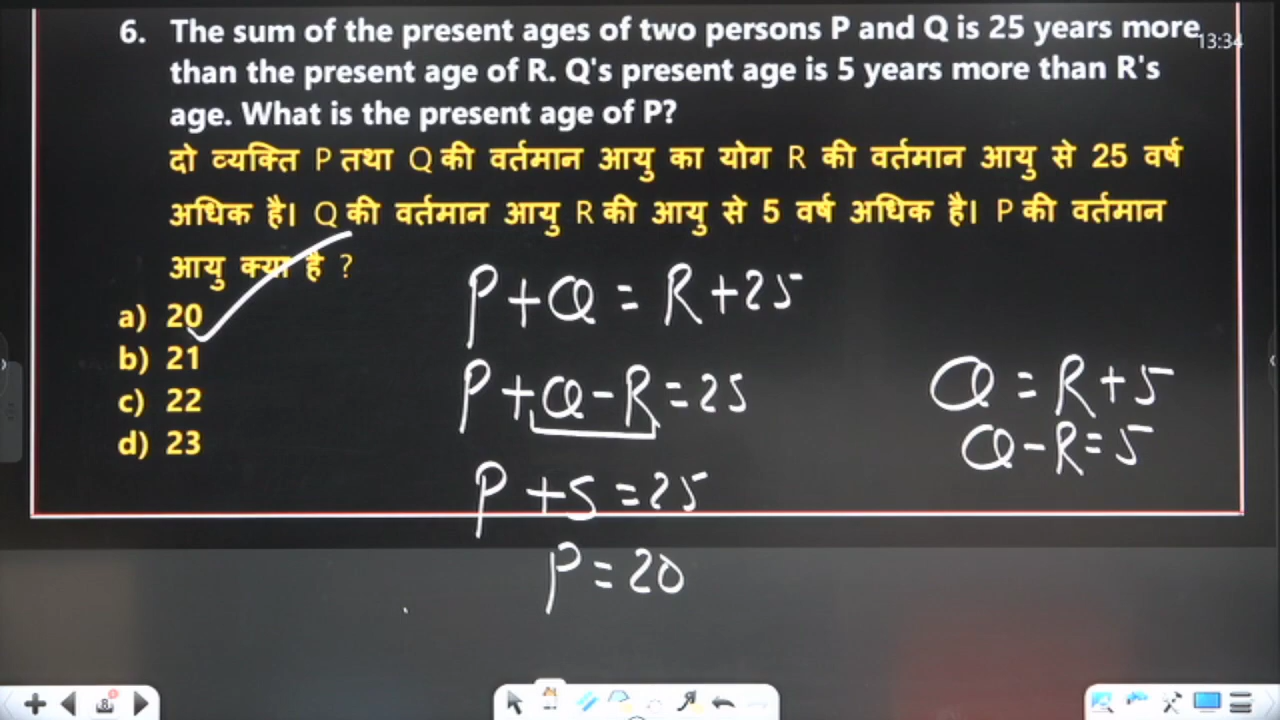 6. The sum of the present ages of two persons P and Q is 25 years more
13:34
than the present age of R. Q's present age is 5 years more than R's
age. What is the present age of P?
दो व्यक्ति P तथा Q की वर्तमान आयु का योग R की वर्तमान आयु से 25 वर्ष
अधिक है। Q की वर्तमान आयु R की आयु से 5 वर्ष अधिक है। P की वर्तमान
आयु क्या है ?
a) 20
b) 21
c) 22
d) 23
P+Q = R+25
P+Q-R=25
P+5=25
P=20
Q=R+5
Q-R=5
8